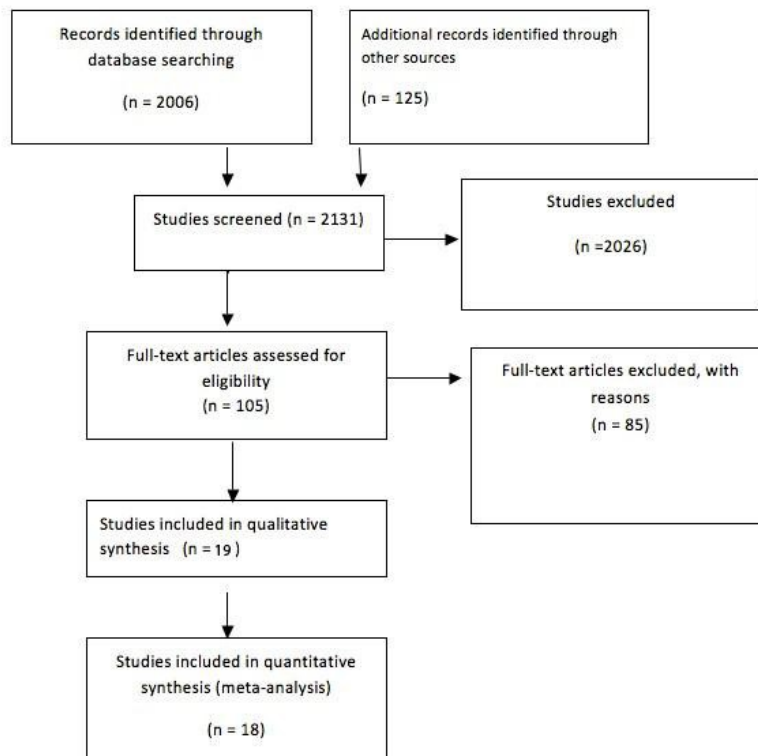 Records identified through
database searching
(n = 2006)
Additional records identified through
other sources
(n = 125)
Studies screened (n = 2131)
Studies excluded
(n =2026)
Full-text articles assessed for
eligibility
(n = 105)
Full-text articles excluded, with
reasons
(n = 85)
Studies included in qualitative
synthesis (n = 19 )
Studies included in quantitative
synthesis (meta-analysis)
(n = 18)